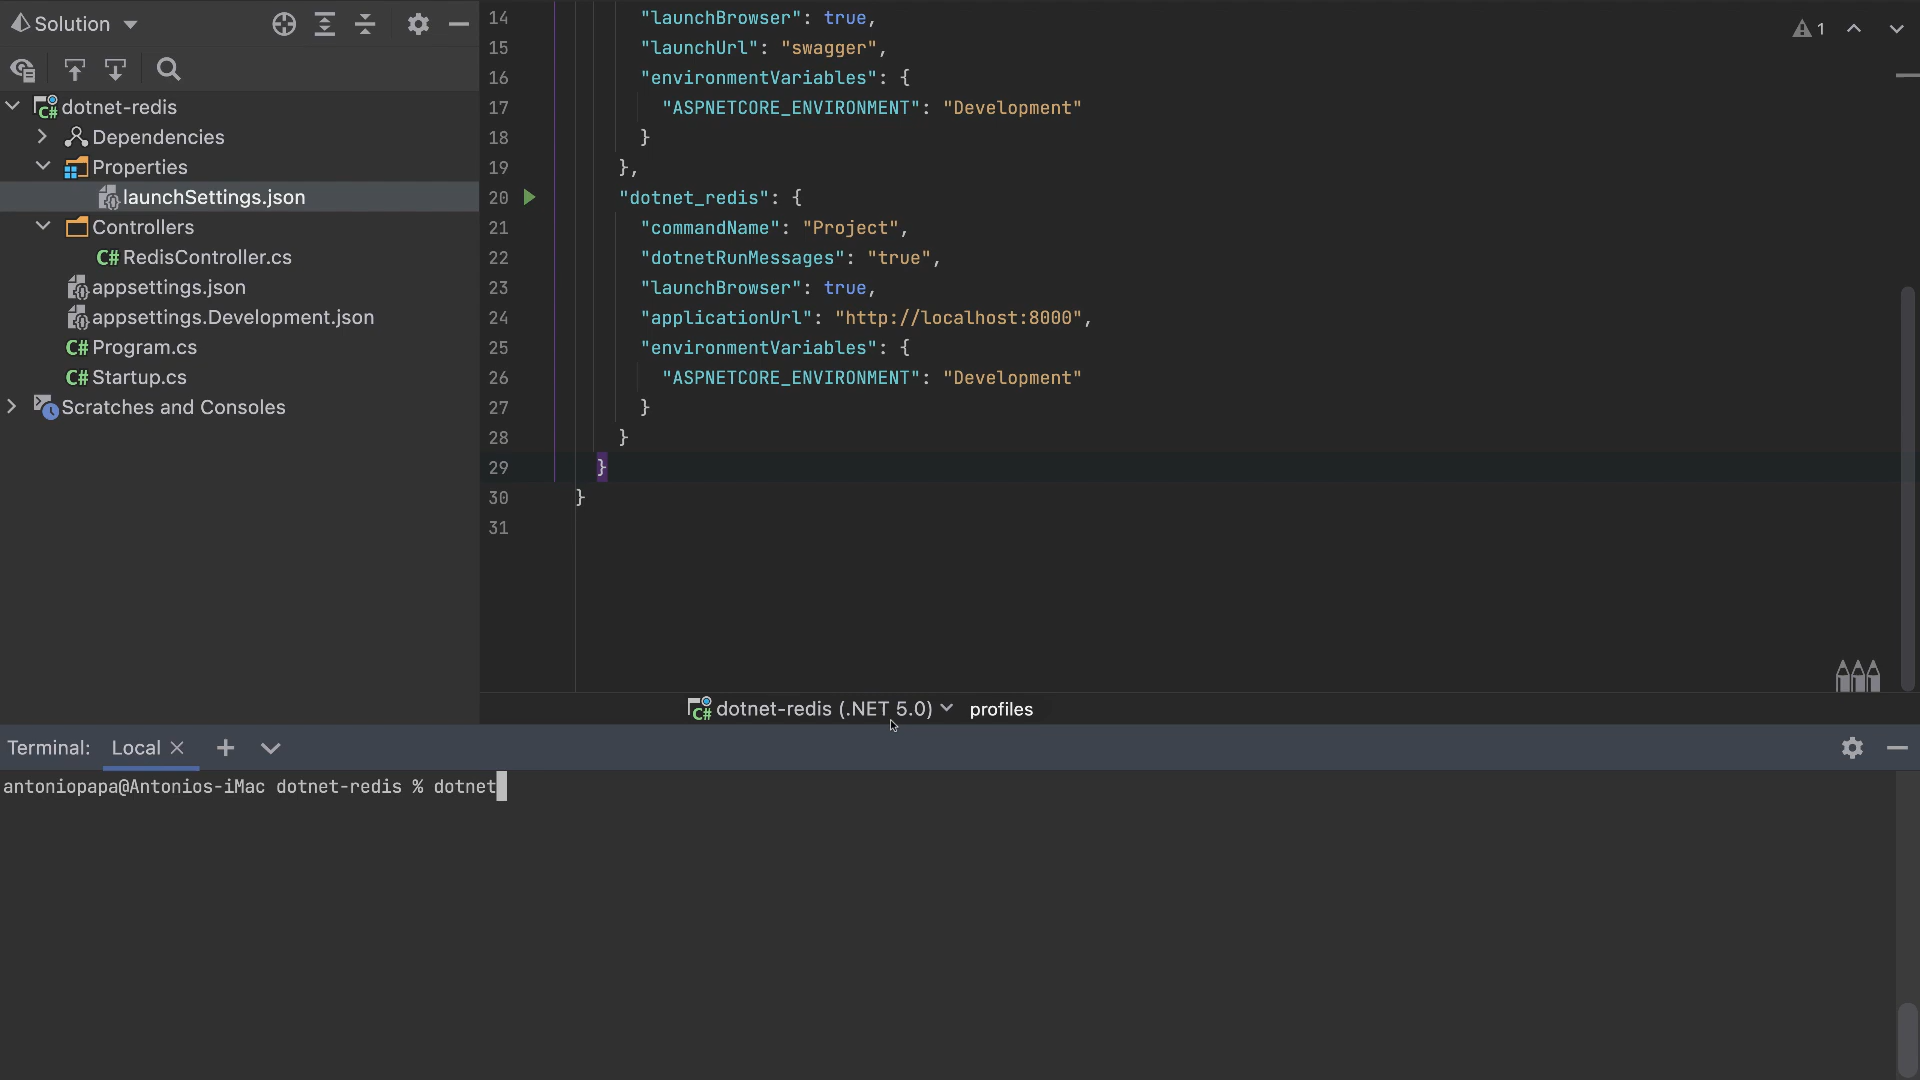 Solution
dotnet-redis
Dependencies
Properties
launchSettings.json
Controllers
C# RedisController.cs
appsettings.json
appsettings.Development.json
C# Program.cs
C# Startup.cs
Scratches and Consoles
14 "launchBrowser": true,
15 "launchUrl": "swagger",
16 "environmentVariables": {
17 "ASPNETCORE_ENVIRONMENT": "Development"
18 }
19 },
20 "dotnet_redis": {
21 "commandName": "Project",
22 "dotnetRunMessages": "true",
23 "launchBrowser": true,
24 "applicationUrl": "http://localhost:8000",
25 "environmentVariables": {
26 "ASPNETCORE_ENVIRONMENT": "Development"
27 }
28 }
29 }
30 }
31
1
C# dotnet-redis (.NET 5.0) profiles
Terminal: Local
antoniopapa@Antonios-iMac dotnet-redis % dotnet